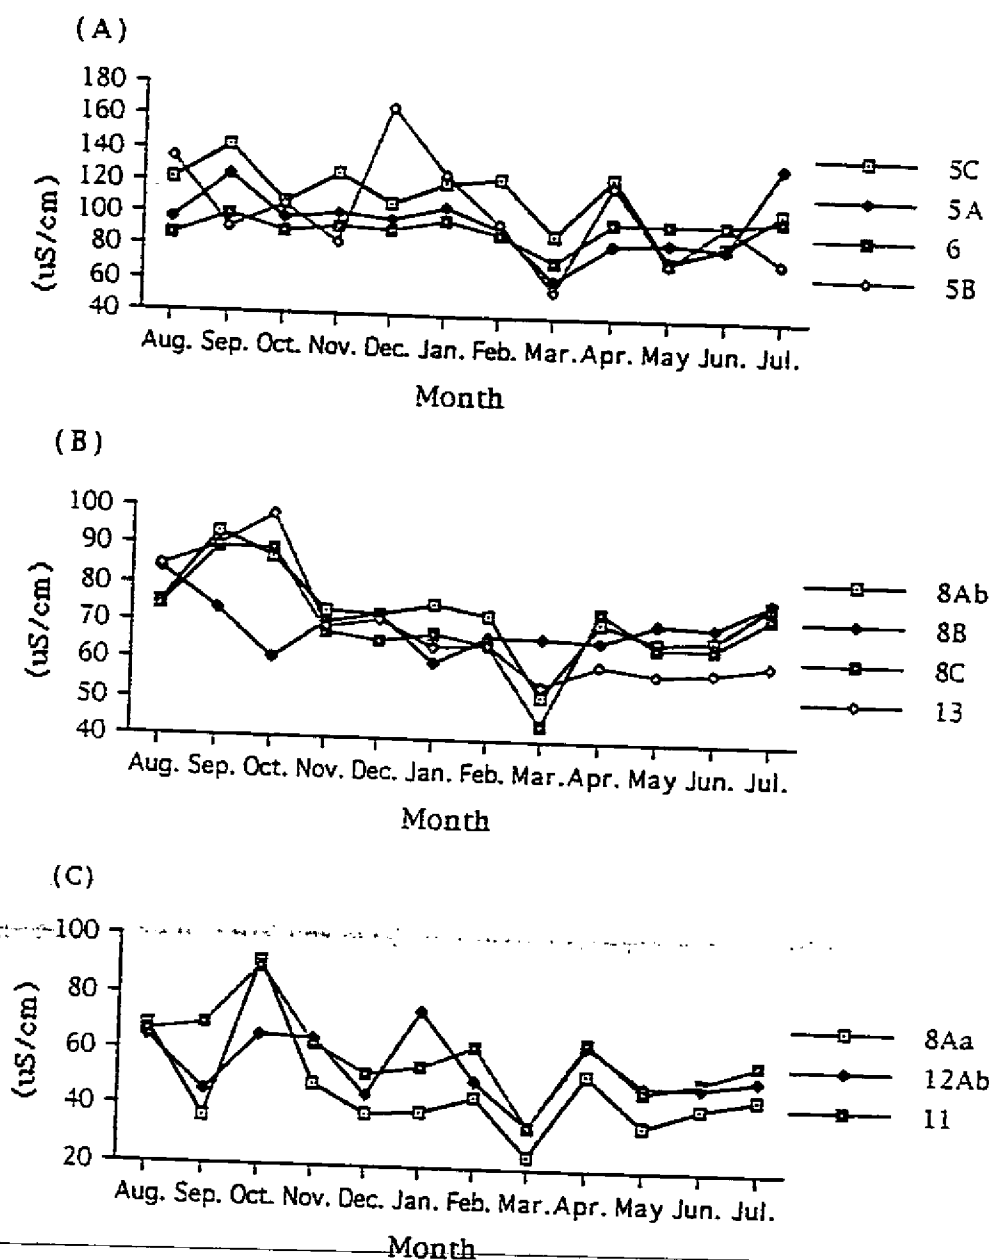 (A)
180
160
140
120
100
80
60
40
(uS/cm)
5C
5A
6
5B
Aug. Sep. Oct. Nov. Dec. Jan. Feb. Mar. Apr. May Jun. Jul.
Month
(B)
100
90
80
70
60
50
40
(uS/cm)
8Ab
8B
8C
13
Aug. Sep. Oct. Nov. Dec. Jan. Feb. Mar. Apr. May Jun. Jul.
Month
(C)
100
80
60
40
20
(uS/cm)
8Aa
12Ab
11
Aug. Sep. Oct. Nov. Dec. Jan. Feb. Mar. Apr. May Jun. Jul.
Month